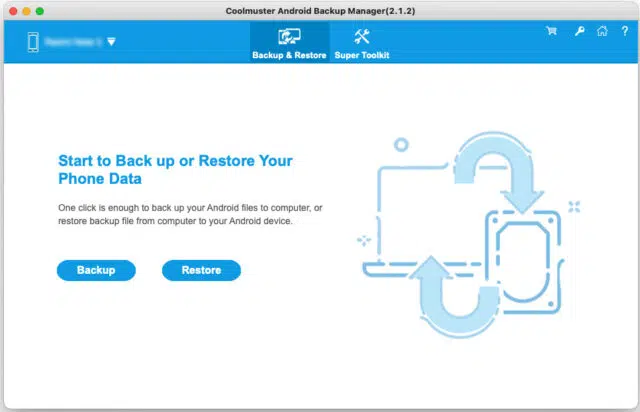 Coolmuster Android Backup Manager(2.1.2)
Backup & Restore
Super Toolkit
?
Start to Back up or Restore Your
Phone Data
One click is enough to back up your Android files to computer, or
restore backup file from computer to your Android device.
Backup
Restore